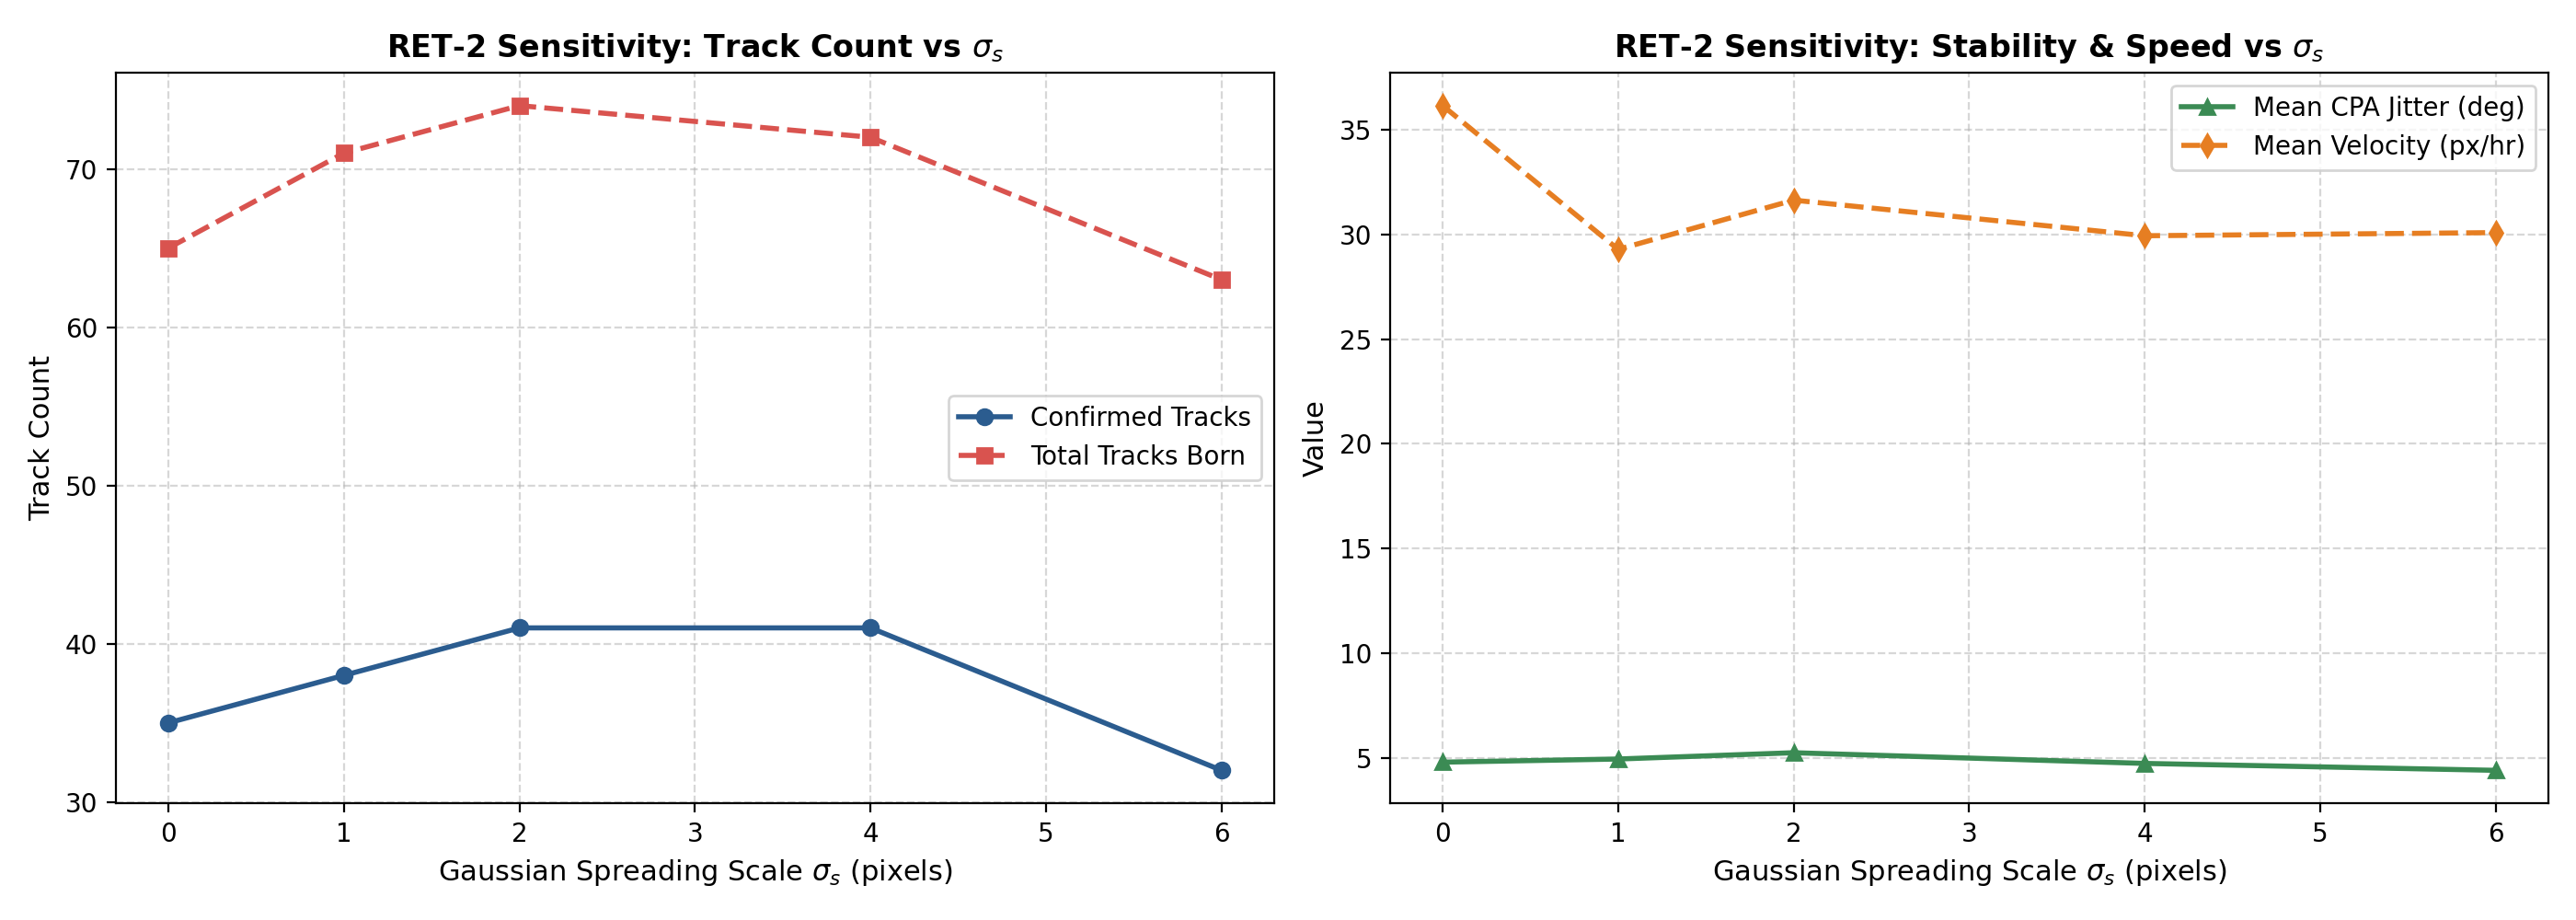 RET-2 Sensitivity: Track Count vs σs
Track Count
70
60
50
40
30
Confirmed Tracks
Total Tracks Born
0 1 2 3 4 5 6
Gaussian Spreading Scale σs (pixels)
RET-2 Sensitivity: Stability & Speed vs σs
Value
35
30
25
20
15
10
5
Mean CPA Jitter (deg)
Mean Velocity (px/hr)
0 1 2 3 4 5 6
Gaussian Spreading Scale σs (pixels)